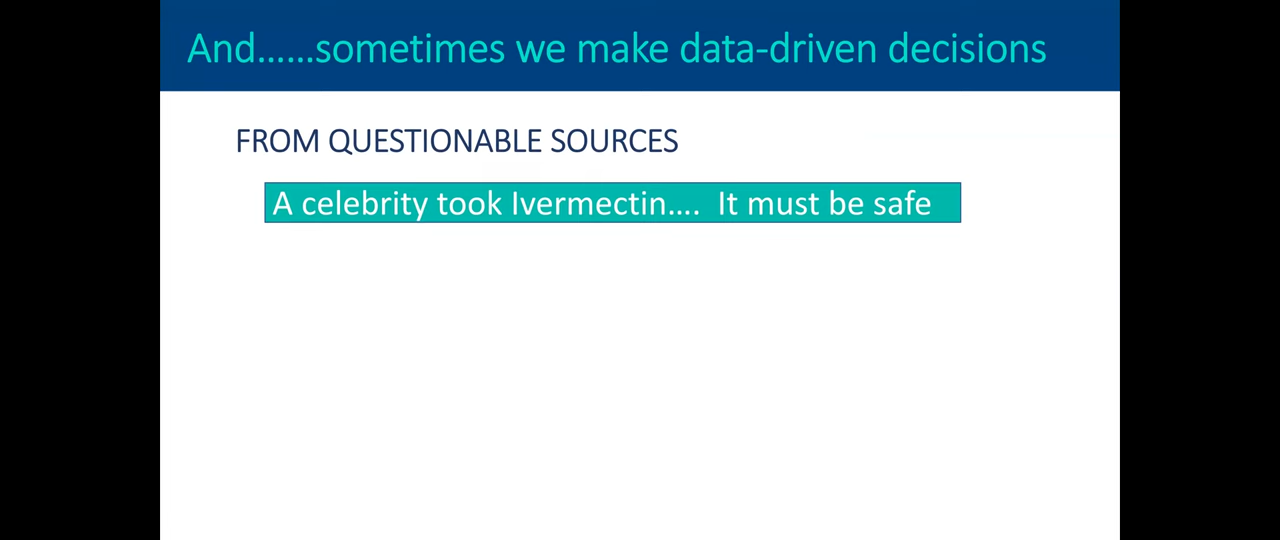 And......sometimes we make data-driven decisions
FROM QUESTIONABLE SOURCES
A celebrity took Ivermectin.... It must be safe